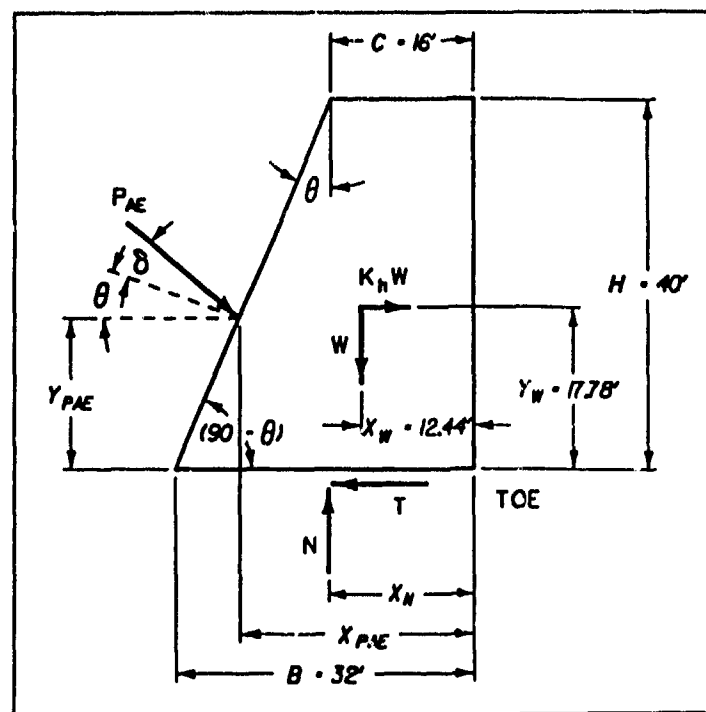 C = 16'
θ
P_AE
δ
θ
K_h W
H = 40'
W
Y_PAE
Y_W = 17.78'
(90 - θ)
X_W = 12.44'
T
TOE
N
X_N
X_PAE
B = 32'